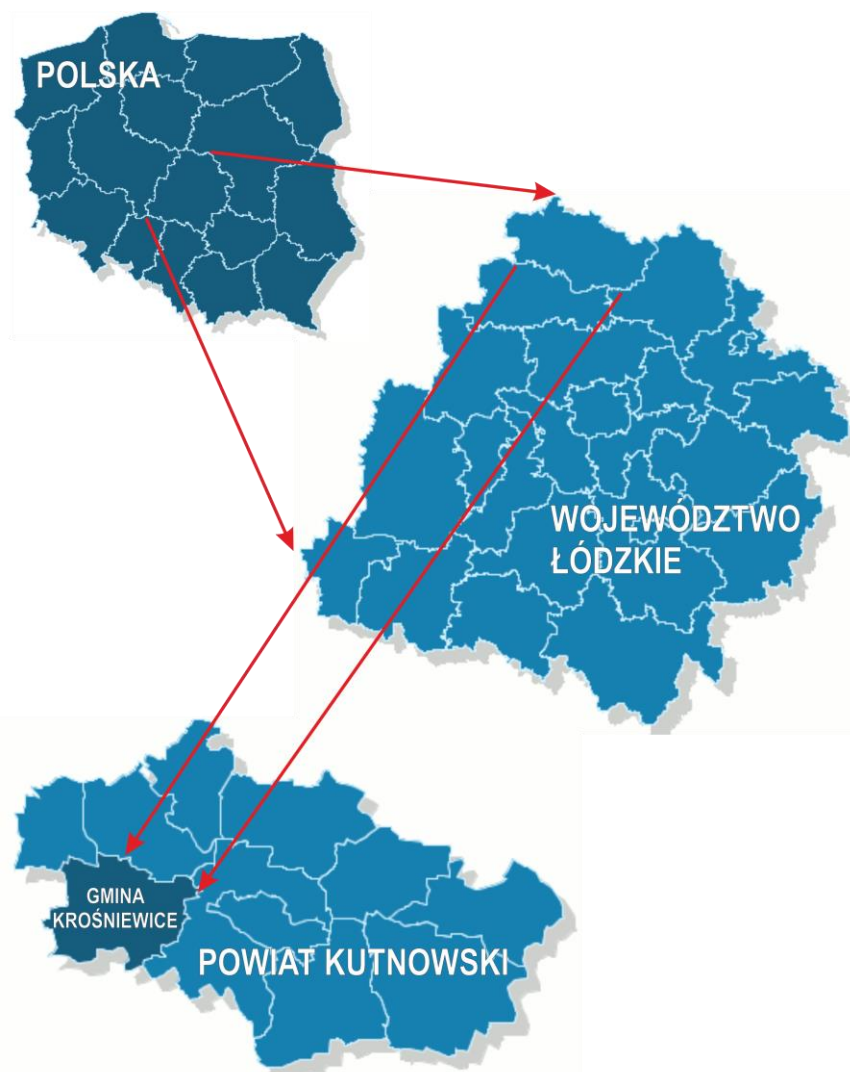 POLSKA
WOJEWÓDZTWO
ŁÓDZKIE
GMINA
KROŚNIEWICE
POWIAT KUTNOWSKI